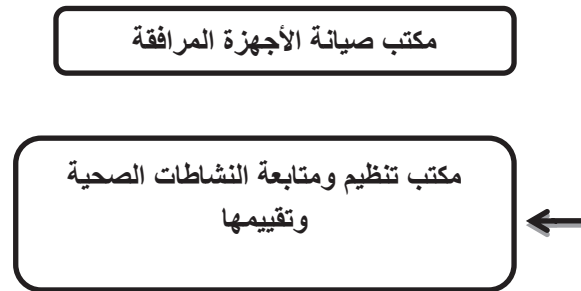 مكتب صيانة الأجهزة المرافقة
مكتب تنظيم ومتابعة النشاطات الصحية
وتقييمها